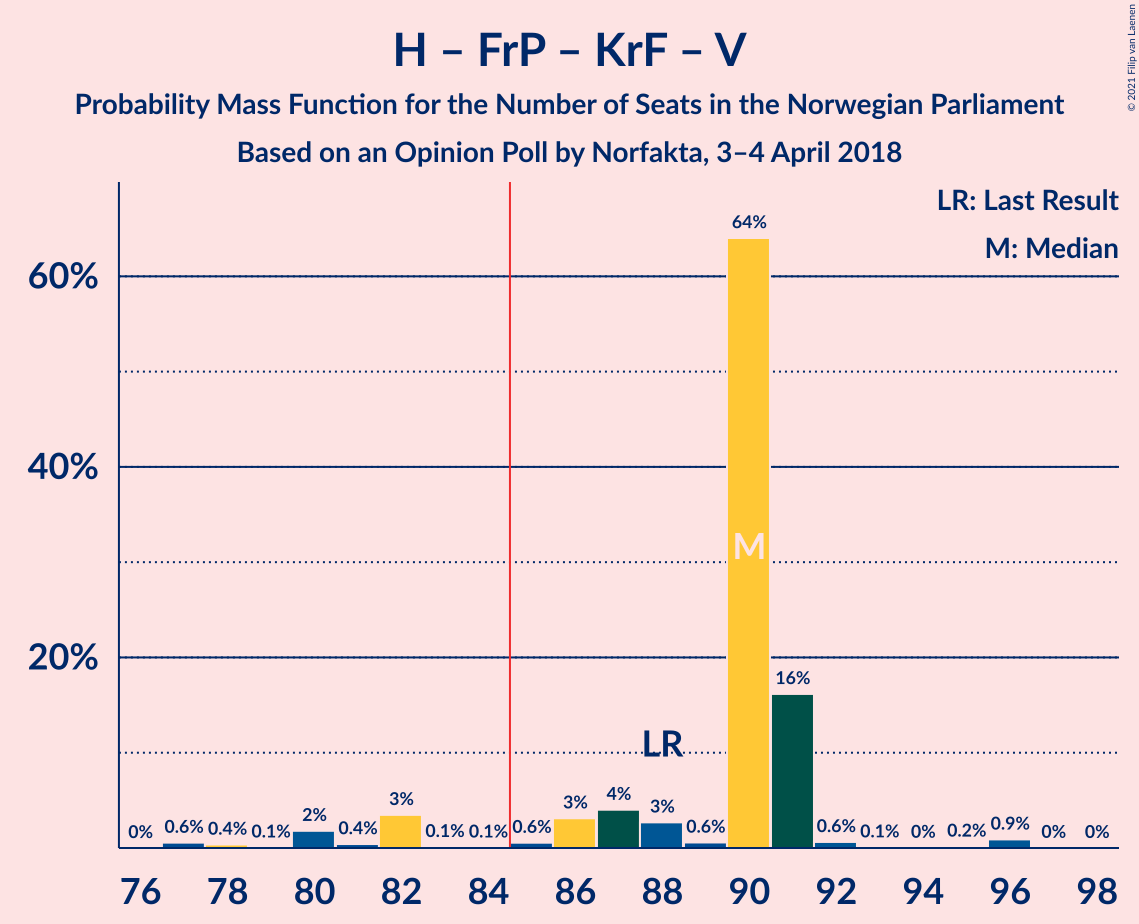 H – FrP – KrF – V
Probability Mass Function for the Number of Seats in the Norwegian Parliament
Based on an Opinion Poll by Norfakta, 3–4 April 2018
© 2021 Filip van Laenen
LR: Last Result
M: Median
60%
40%
20%
0% 0.6% 0.4% 0.1% 2% 0.4% 3% 0.1% 0.1% 0.6% 3% 4% 3% 0.6% 64% 16% 0.6% 0.1% 0% 0.2% 0.9% 0% 0%
LR
M
76 78 80 82 84 86 88 90 92 94 96 98